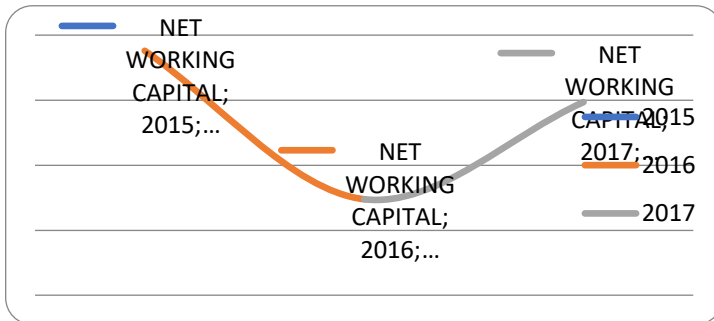 NET
WORKING
CAPITAL;
2015;…
NET
WORKING
CAPITAL;
2016;…
NET
WORKING
CAPITAL;
2017;…
2015
2016
2017